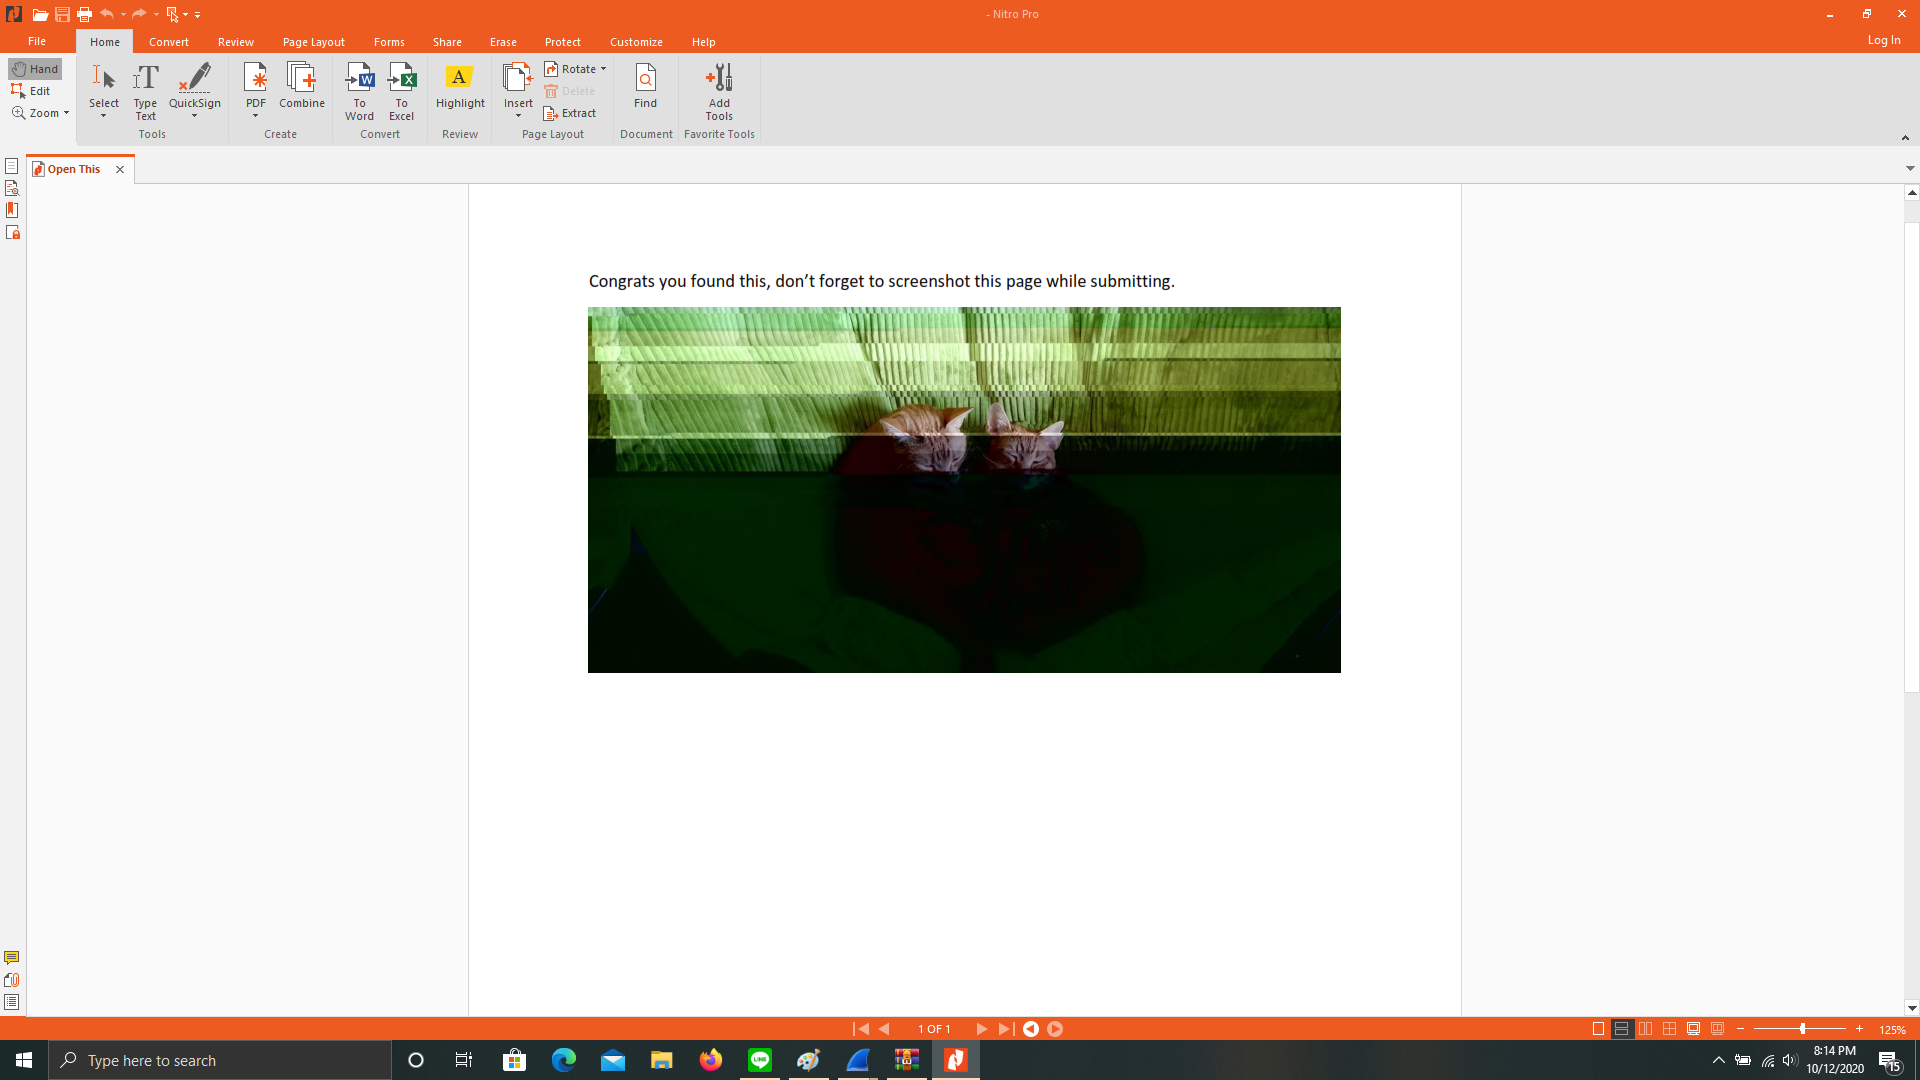 - Nitro Pro
File Home Convert Review Page Layout Forms Share Erase Protect Customize Help Log In
Hand
Edit
Zoom
Select
Type Text
QuickSign
Tools
PDF
Combine
Create
To Word
To Excel
Convert
A
Highlight
Review
Insert
Rotate
Delete
Extract
Page Layout
Find
Document
Add Tools
Favorite Tools
Open This
Congrats you found this, don’t forget to screenshot this page while submitting.
1 OF 1
125%
Type here to search
LINE
8:14 PM
10/12/2020
15